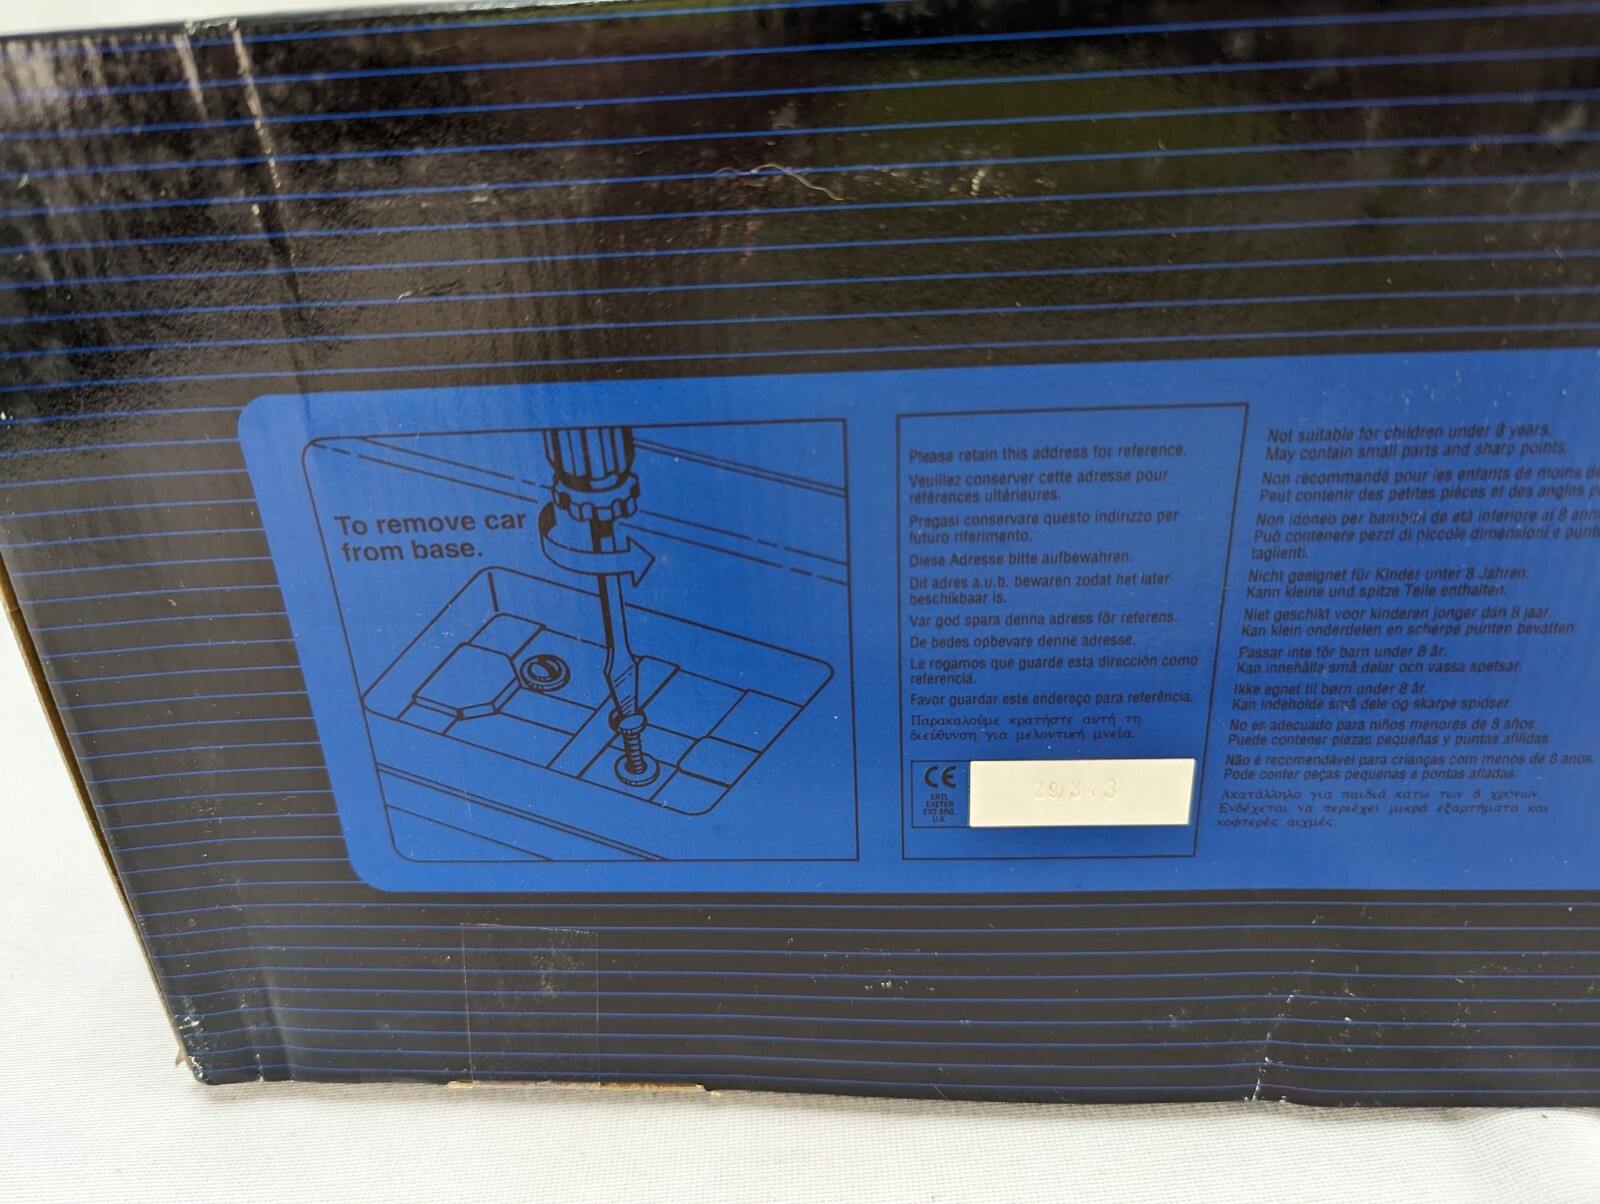 To remove car
from base.
Please retain this address for reference.
Veuillez conserver cette adresse pour
références ultérieures.
Pregasi conservare questo indirizzo per
futuro riferimento.
Diese Adresse bitte aufbewahren.
Dit adres a.u.b. bewaren zodat het later
beschikbaar is.
Var god spara denna adress för referens.
De bedes opbevare denne adresse.
Le rogamos que guarde esta dirección como
referencia.
Favor guardar este endereço para referência.
Παρακαλούμε κρατήστε αυτή τη
διεύθυνση για μελοντική μνεία.
CE
ERTL
EXETER
U.K.
Not suitable for children under 8 years.
May contain small parts and sharp points.
Non recommandé pour les enfants de moins de
Peut contenir des petites pièces et des angles
Non idoneo per bambini de età inferiore ai 8
Può contenere pezzi di piccole dimensioni e
taglienti.
Nicht geeignet für Kinder unter 8 Jahren.
Kann kleine und spitze Teile enthalten.
Niet geschikt voor kinderen jonger dan 8 jaar.
Kan klein onderdelen en scherpe punten bevatten.
Passar inte för barn under 8 år.
Kan innehålla små delar och vassa spetsar.
Ikke egnet til børn under 8 år.
Kan indeholde små dele og skarpe spidser.
No es adecuado para niños menores de 8 años.
Puede contener piezas pequeñas y puntas afiladas.
Não é recomendável para crianças com menos de 8 anos.
Pode conter peças pequenas e pontas afiadas.
Ακατάλληλο για παιδιά κάτω των 8 χρόνων.
Ενδέχεται να περιέχει μικρά εξαρτήματα και
κοφτερές αιχμές.